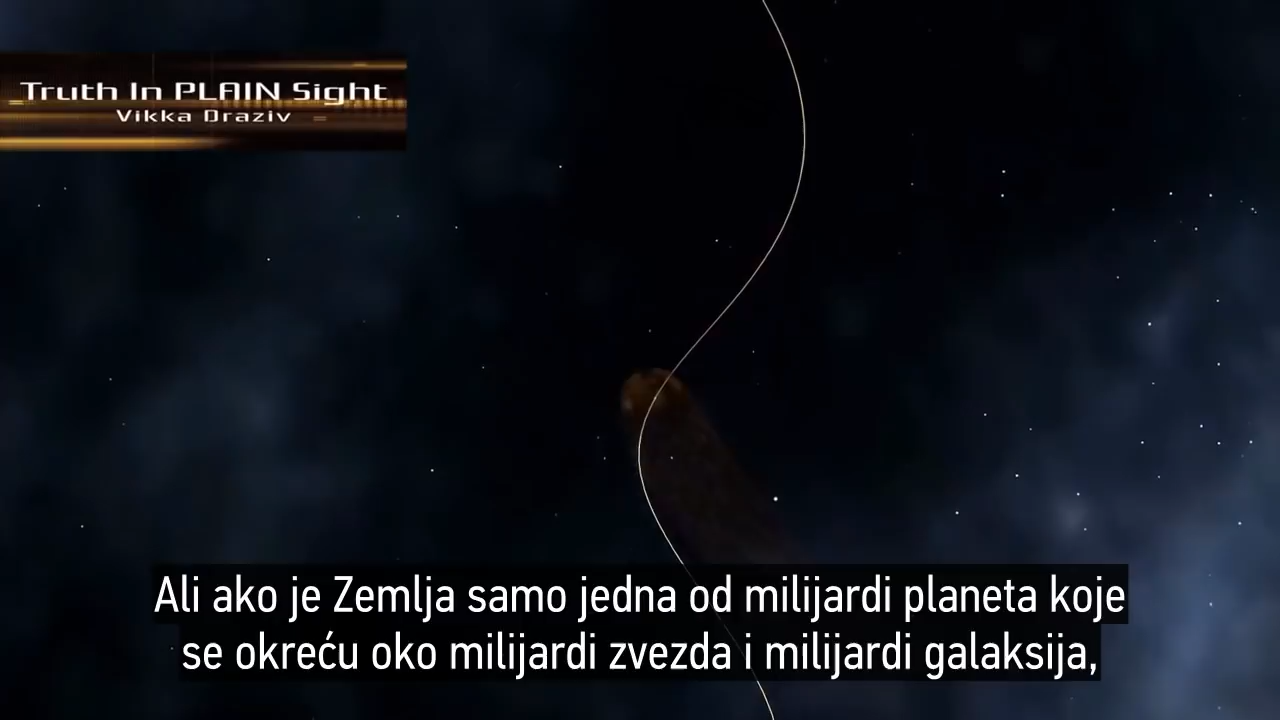 Truth In PLAIN Sight
Vikka Draziv
Ali ako je Zemlja samo jedna od milijardi planeta koje
se okreću oko milijardi zvezda i milijardi galaksija,